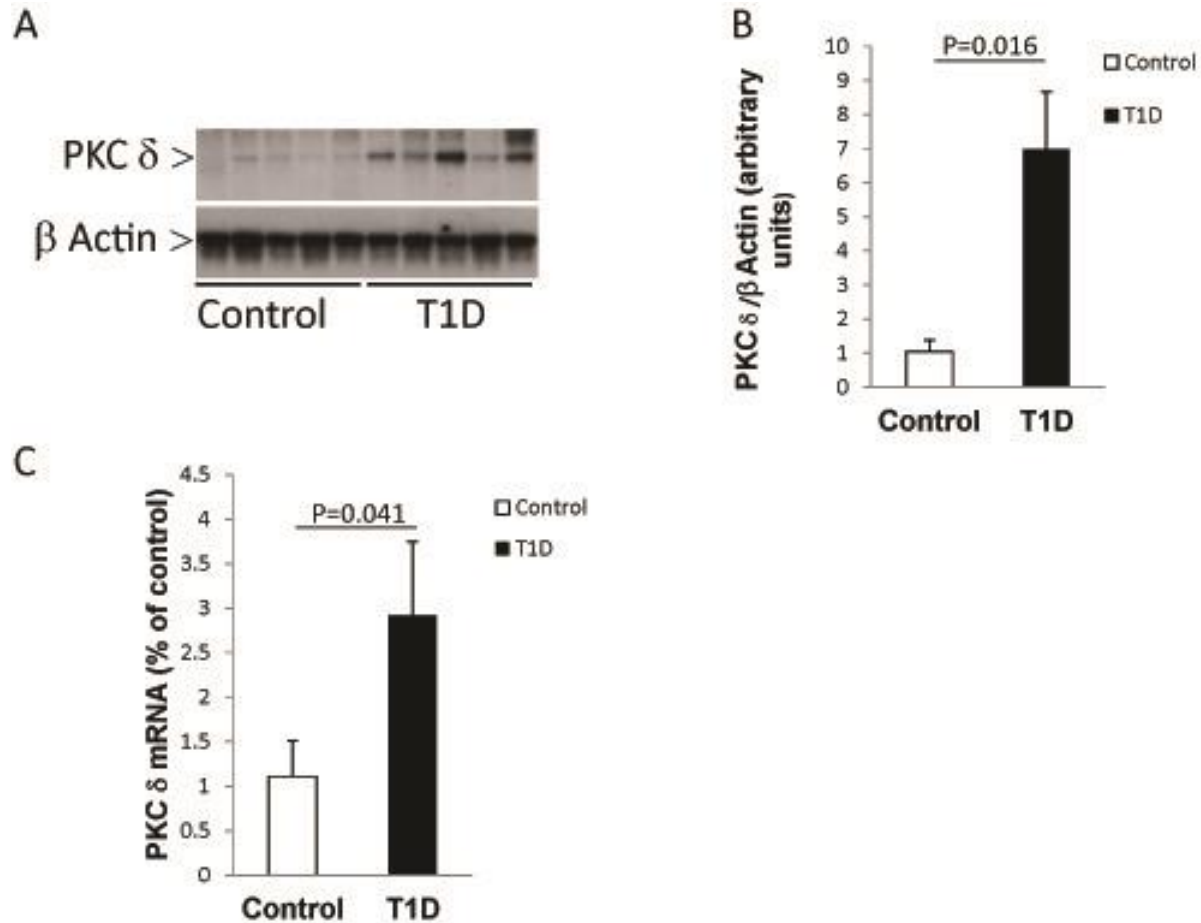 A
PKC δ >
β Actin >
Control
T1D
B
PKC δ /β Actin (arbitrary
units)
10
9
8
7
6
5
4
3
2
1
0
P=0.016
Control
T1D
Control
T1D
C
PKC δ mRNA (% of control)
4.5
4
3.5
3
2.5
2
1.5
1
0.5
0
P=0.041
Control
T1D
Control
T1D